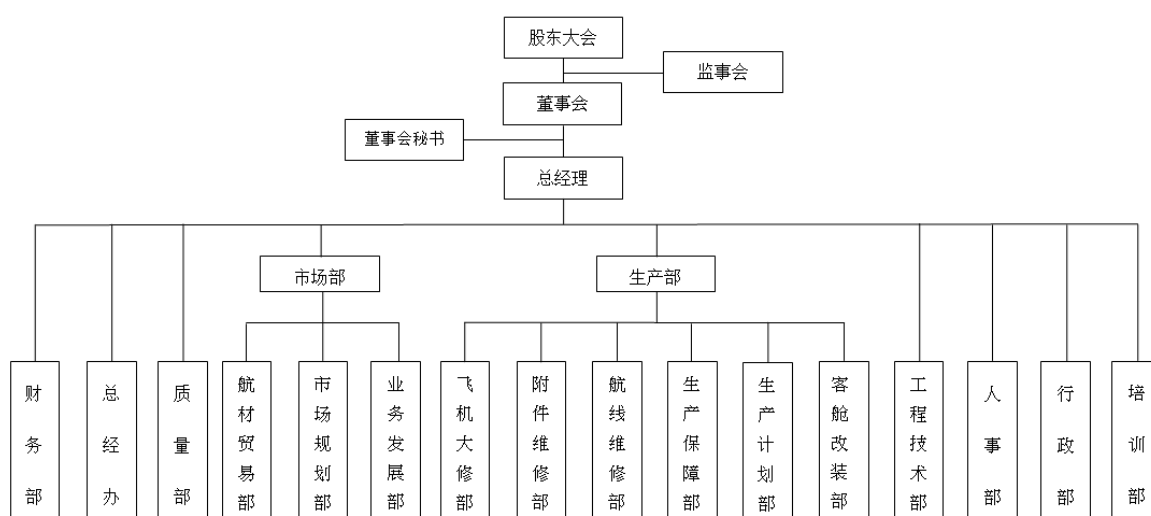 股东大会
监事会
董事会
董事会秘书
总经理
市场部
生产部
财务部
总经办
质量部
航材贸易部
市场规划部
业务发展部
飞机大修部
附件维修部
航线维修部
生产保障部
生产计划部
客舱改装部
工程技术部
人事部
行政部
培训部